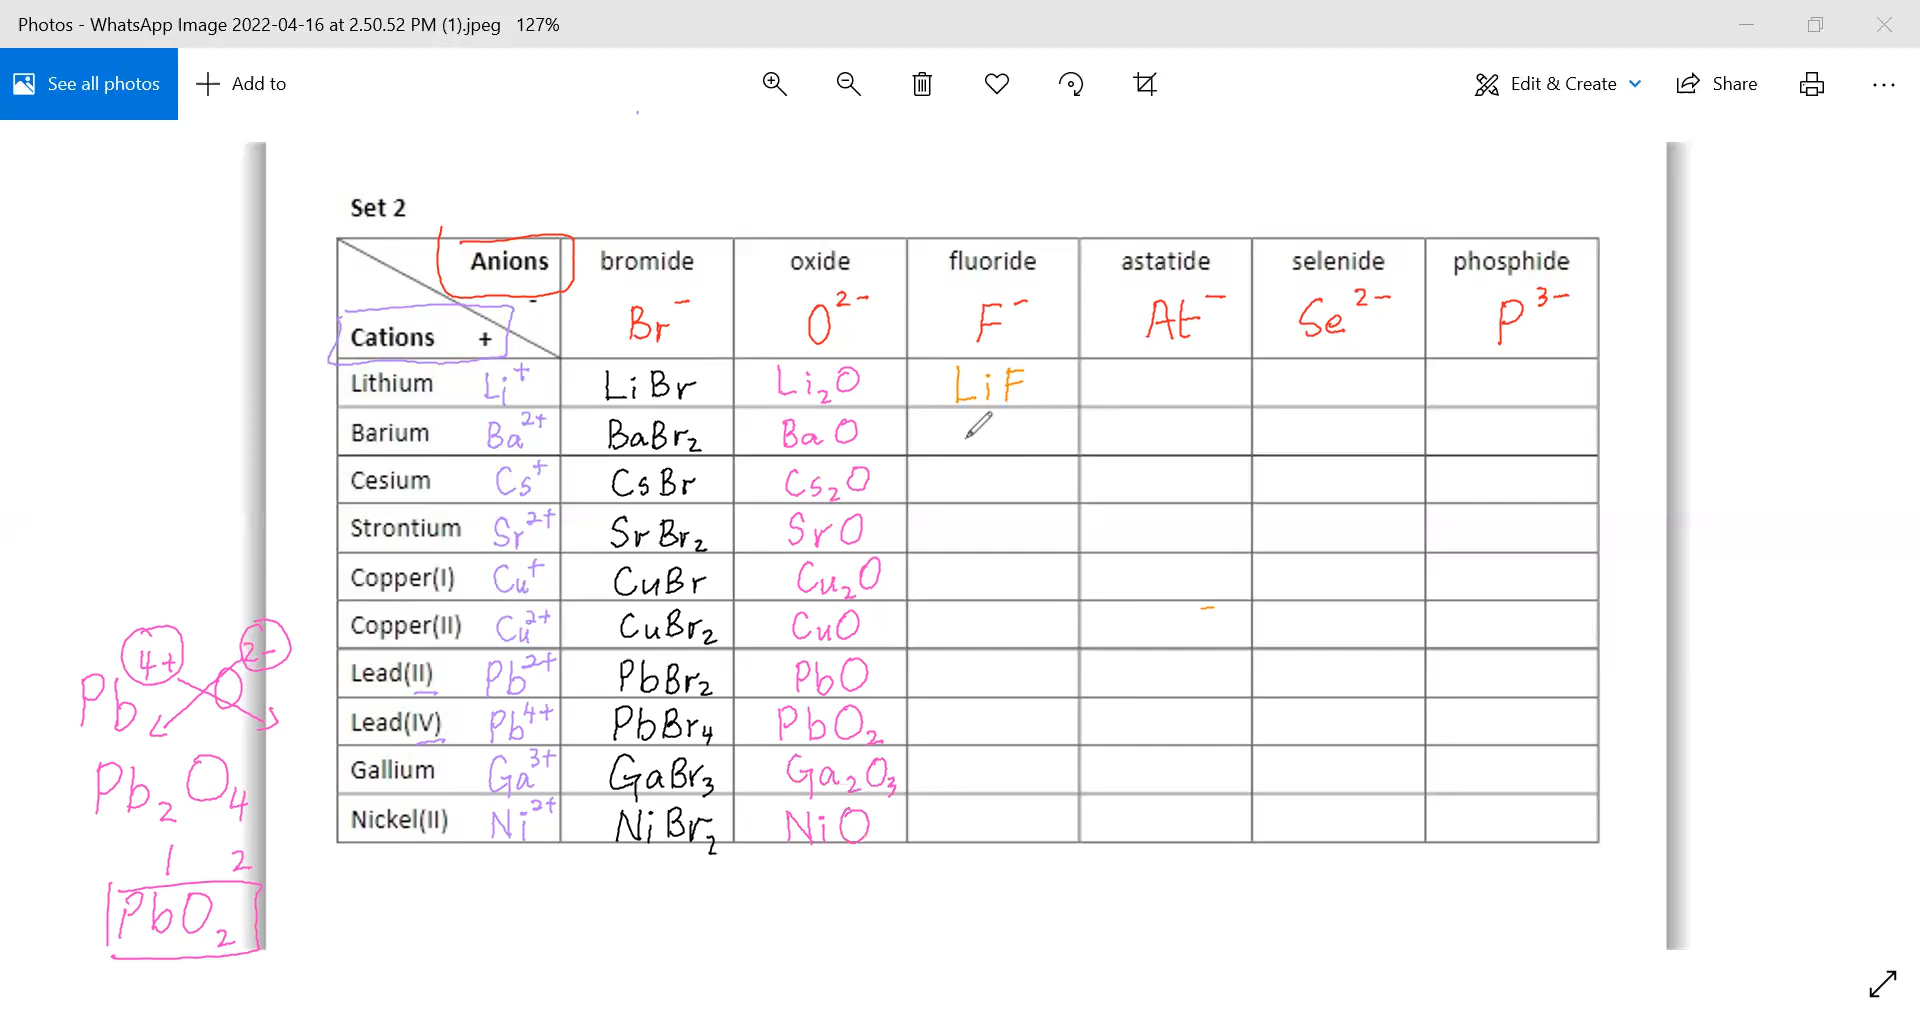 Photos - WhatsApp Image 2022-04-16 at 2.50.52 PM (1).jpeg 127%
See all photos Add to Edit & Create Share
Set 2
Anions bromide oxide fluoride astatide selenide phosphide
- Br⁻ O²⁻ F⁻ At⁻ Se²⁻ P³⁻
Cations +
Lithium Li⁺ LiBr Li₂O LiF
Barium Ba²⁺ BaBr₂ BaO
Cesium Cs⁺ CsBr Cs₂O
Strontium Sr²⁺ SrBr₂ SrO
Copper(I) Cu⁺ CuBr Cu₂O
Copper(II) Cu²⁺ CuBr₂ CuO -
Lead(II) Pb²⁺ PbBr₂ PbO
Lead(IV) Pb⁴⁺ PbBr₄ PbO₂
Gallium Ga³⁺ GaBr₃ Ga₂O₃
Nickel(II) Ni²⁺ NiBr₂ NiO
Pb⁴⁺ O²⁻
Pb₂O₄
1 2
PbO₂